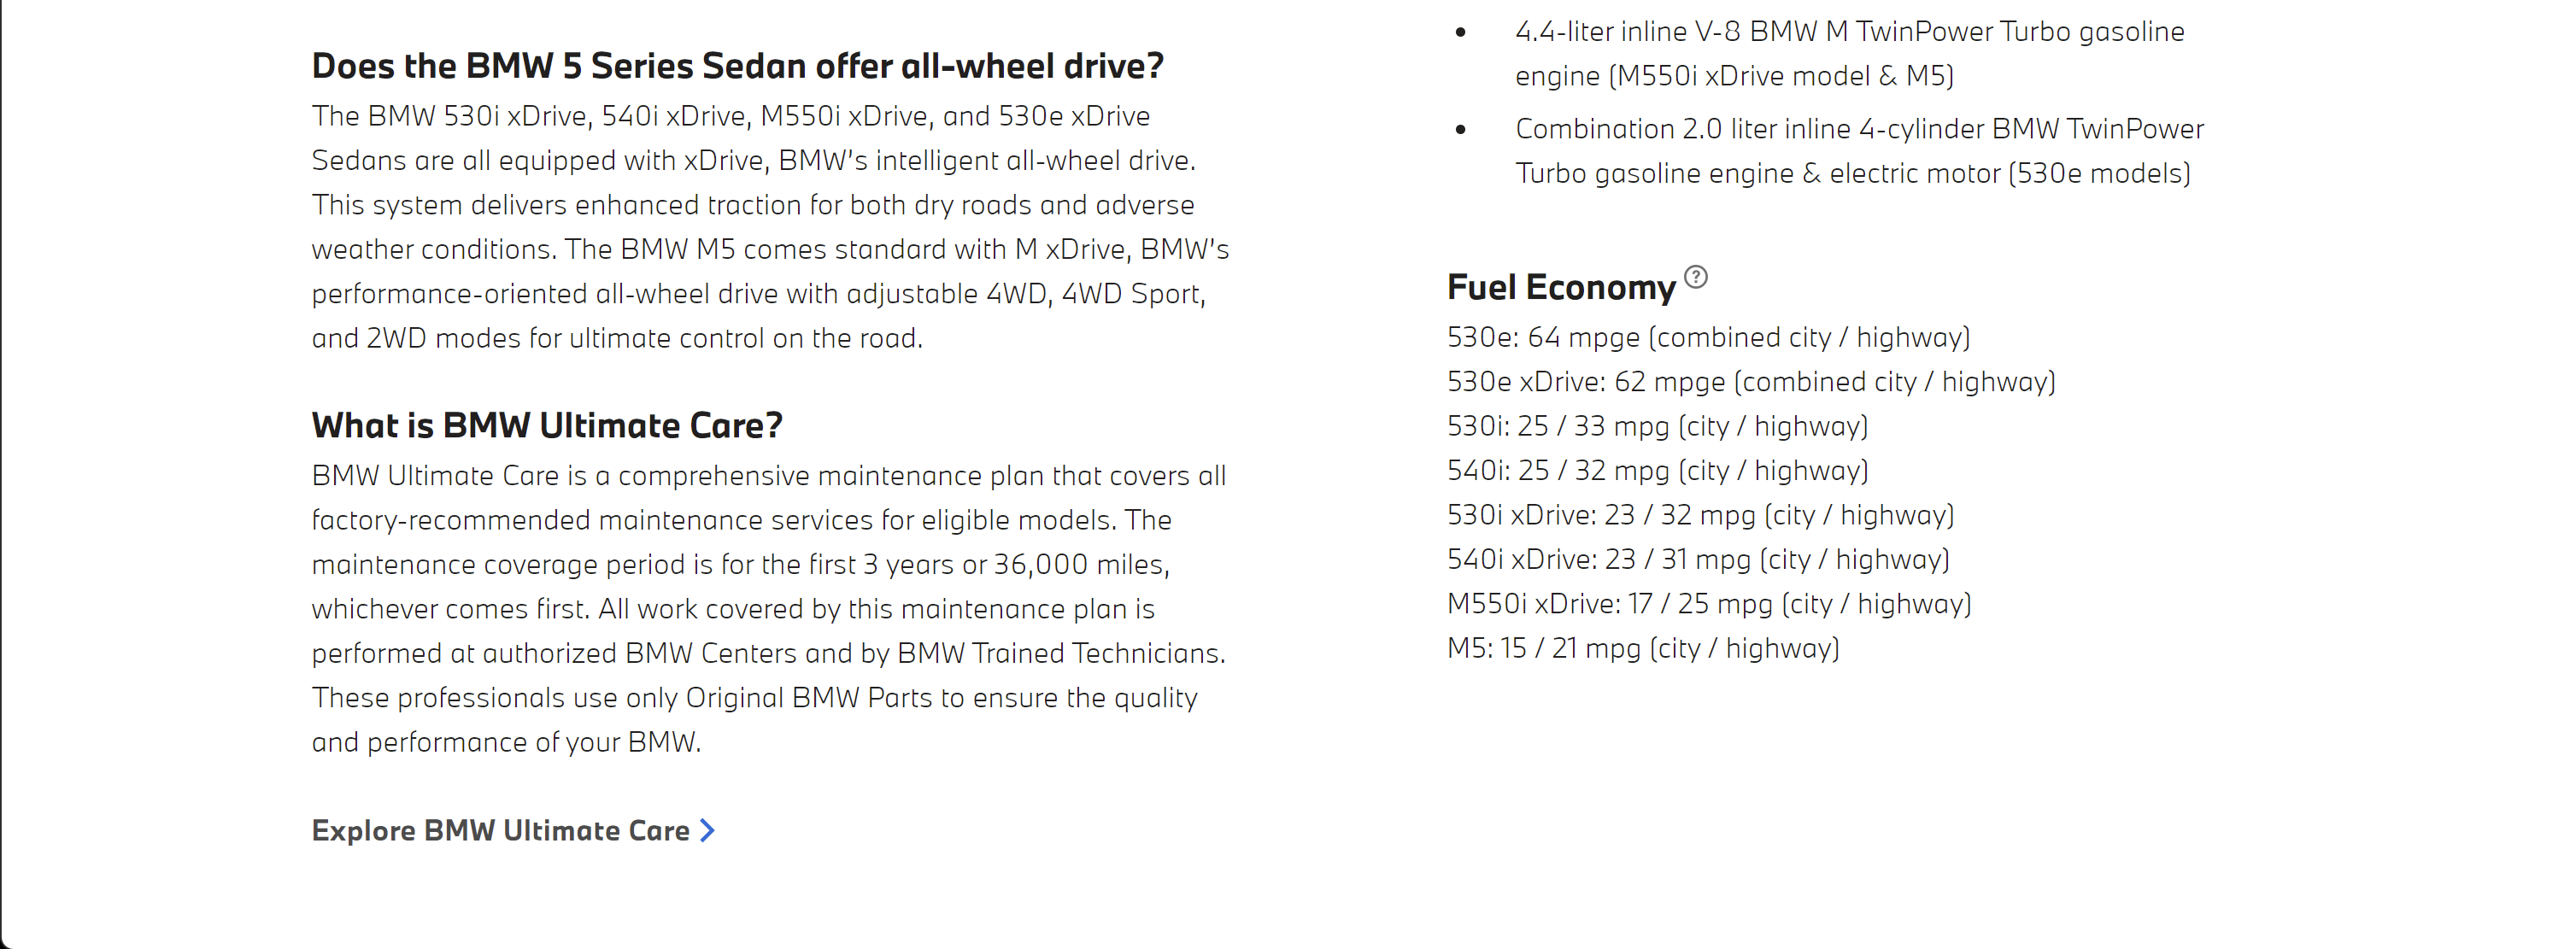 Does the BMW 5 Series Sedan offer all-wheel drive?
The BMW 530i xDrive, 540i xDrive, M550i xDrive, and 530e xDrive
Sedans are all equipped with xDrive, BMW's intelligent all-wheel drive.
This system delivers enhanced traction for both dry roads and adverse
weather conditions. The BMW M5 comes standard with M xDrive, BMW's
performance-oriented all-wheel drive with adjustable 4WD, 4WD Sport,
and 2WD modes for ultimate control on the road.
What is BMW Ultimate Care?
BMW Ultimate Care is a comprehensive maintenance plan that covers all
factory-recommended maintenance services for eligible models. The
maintenance coverage period is for the first 3 years or 36,000 miles,
whichever comes first. All work covered by this maintenance plan is
performed at authorized BMW Centers and by BMW Trained Technicians.
These professionals use only Original BMW Parts to ensure the quality
and performance of your BMW.
Explore BMW Ultimate Care
• 4.4-liter inline V-8 BMW M TwinPower Turbo gasoline
engine (M550i xDrive model & M5)
• Combination 2.0 liter inline 4-cylinder BMW TwinPower
Turbo gasoline engine & electric motor (530e models)
Fuel Economy ?
530e: 64 mpge (combined city / highway)
530e xDrive: 62 mpge (combined city / highway)
530i: 25 / 33 mpg (city / highway)
540i: 25 / 32 mpg (city / highway)
530i xDrive: 23 / 32 mpg (city / highway)
540i xDrive: 23 / 31 mpg (city / highway)
M550i xDrive: 17 / 25 mpg (city / highway)
M5: 15 / 21 mpg (city / highway)